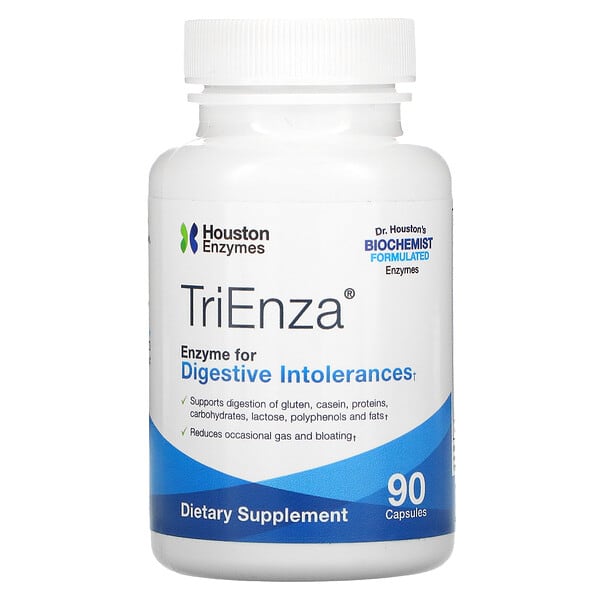 Houston
Enzymes
Dr. Houston's
BIOCHEMIST
FORMULATED
Enzymes
TriEnza®
Enzyme for
Digestive Intolerances†
✓ Supports digestion of gluten, casein, proteins,
carbohydrates, lactose, polyphenols and fats†
✓ Reduces occasional gas and bloating†
Dietary Supplement
90
Capsules